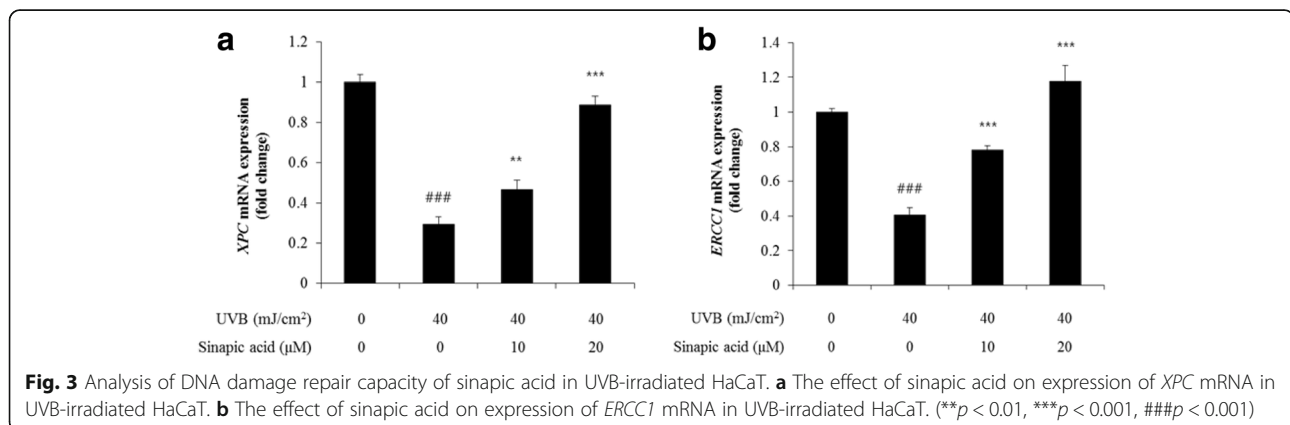 a
b
XPC mRNA expression
(fold change)
1.2
1
0.8
0.6
0.4
0.2
0
###
**
***
UVB (mJ/cm²) 0 40 40 40
Sinapic acid (μM) 0 0 10 20
ERCC1 mRNA expression
(fold change)
1.4
1.2
1
0.8
0.6
0.4
0.2
0
###
***
***
UVB (mJ/cm²) 0 40 40 40
Sinapic acid (μM) 0 0 10 20
Fig. 3 Analysis of DNA damage repair capacity of sinapic acid in UVB-irradiated HaCaT. a The effect of sinapic acid on expression of XPC mRNA in
UVB-irradiated HaCaT. b The effect of sinapic acid on expression of ERCC1 mRNA in UVB-irradiated HaCaT. (**p < 0.01, ***p < 0.001, ###p < 0.001)